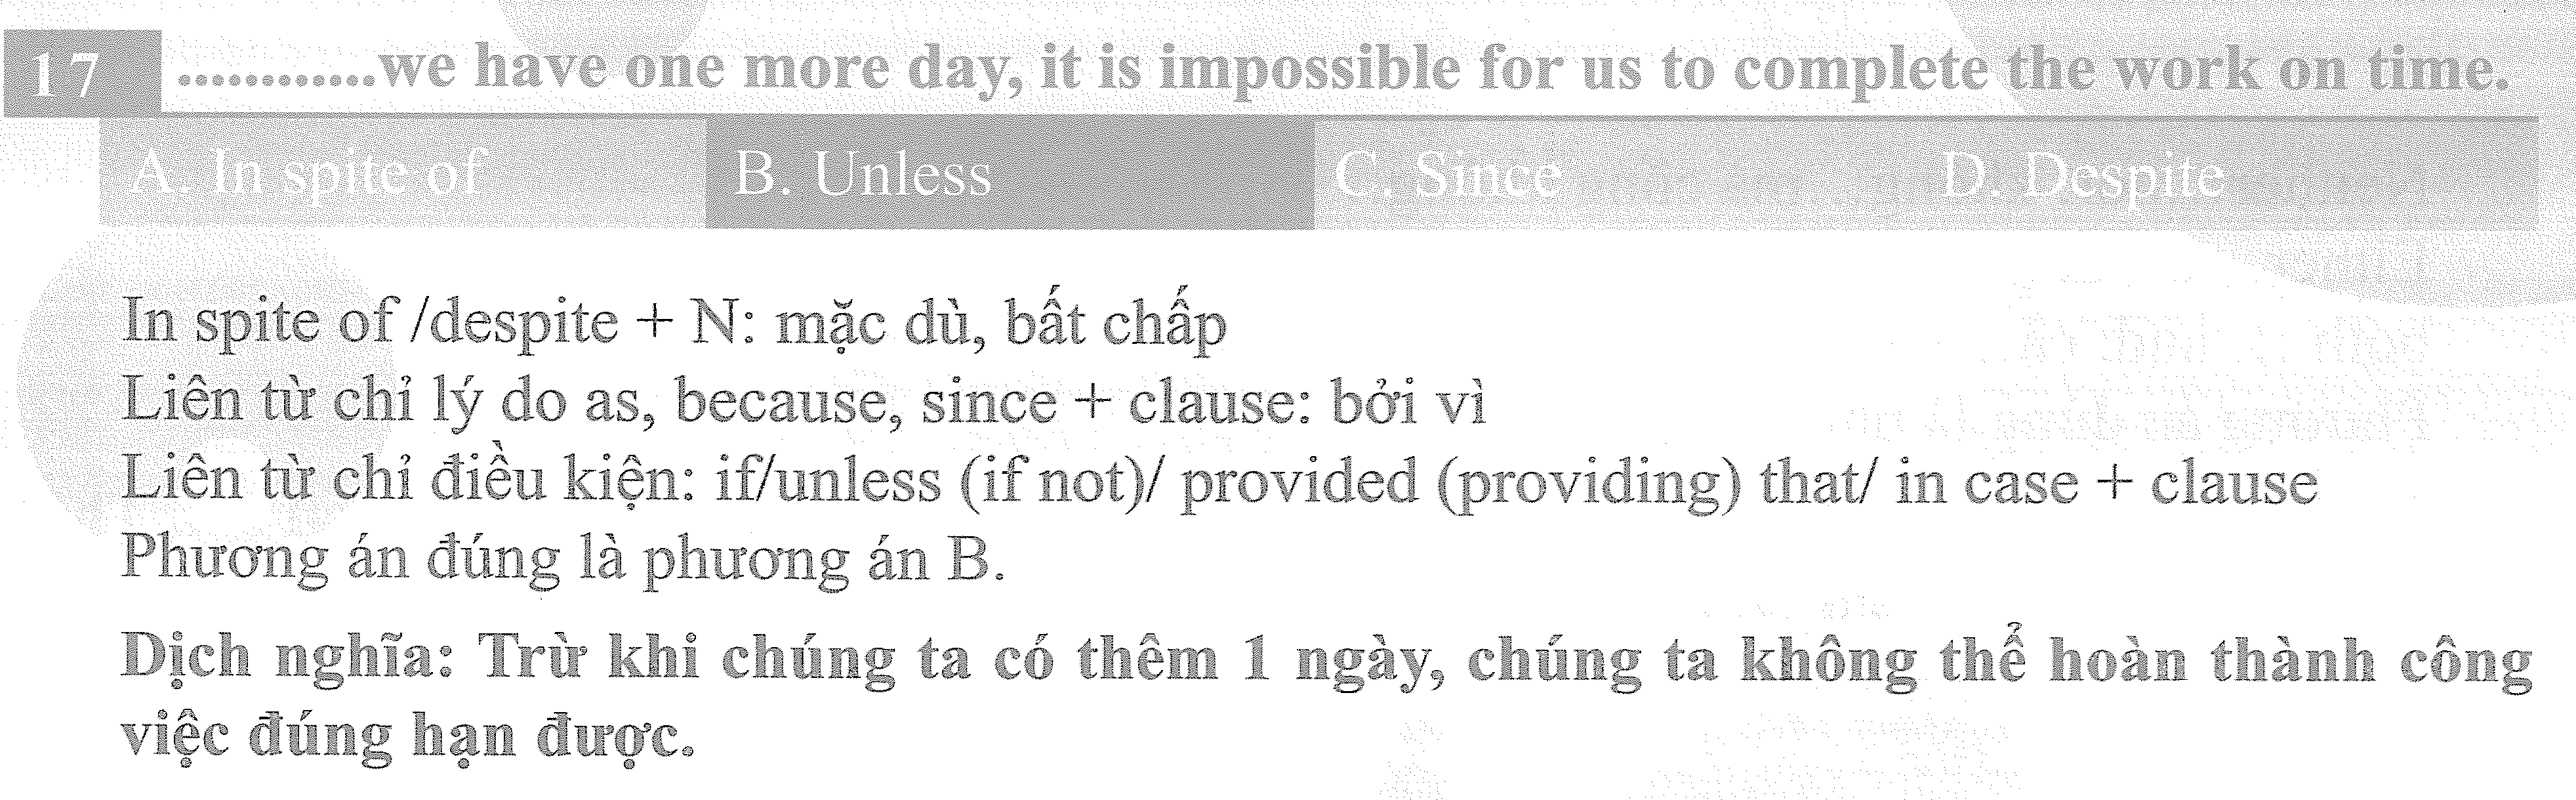 17 ............we have one more day, it is impossible for us to complete the work on time.
A. In spite of B. Unless C. Since D. Despite
In spite of /despite + N: mặc dù, bất chấp
Liên từ chỉ lý do as, because, since + clause: bởi vì
Liên từ chỉ điều kiện: if/unless (if not)/ provided (providing) that/ in case + clause
Phương án đúng là phương án B.
Dịch nghĩa: Trừ khi chúng ta có thêm 1 ngày, chúng ta không thể hoàn thành công
việc đúng hạn được.